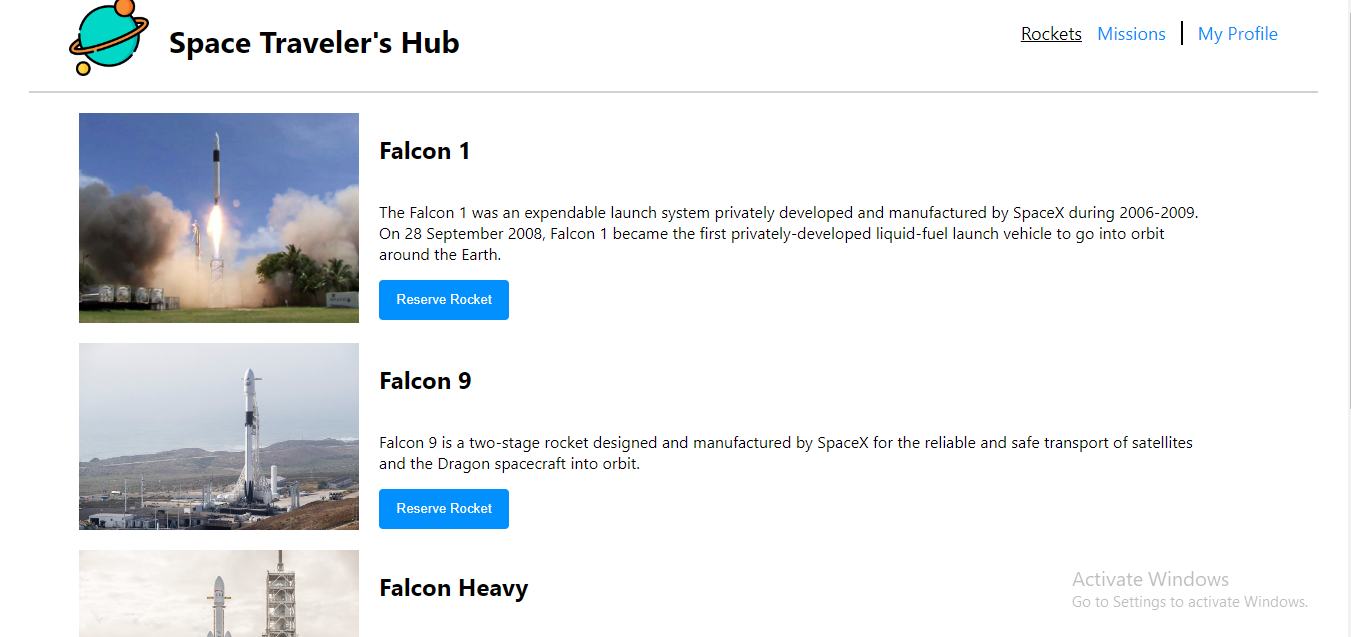 Space Traveler's Hub
Rockets Missions My Profile
Falcon 1
The Falcon 1 was an expendable launch system privately developed and manufactured by SpaceX during 2006-2009.
On 28 September 2008, Falcon 1 became the first privately-developed liquid-fuel launch vehicle to go into orbit
around the Earth.
Reserve Rocket
Falcon 9
Falcon 9 is a two-stage rocket designed and manufactured by SpaceX for the reliable and safe transport of satellites
and the Dragon spacecraft into orbit.
Reserve Rocket
Falcon Heavy
Activate Windows
Go to Settings to activate Windows.